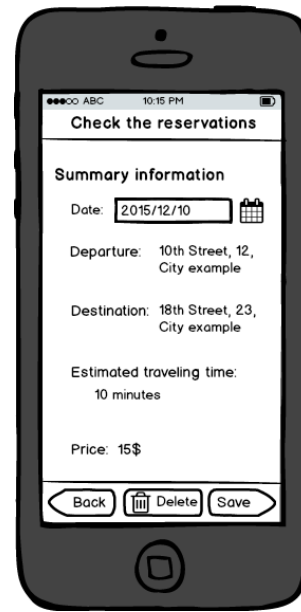 ABC 10:15 PM
Check the reservations
Summary information
Date: 2015/12/10
Departure: 10th Street, 12,
City example
Destination: 18th Street, 23,
City example
Estimated traveling time:
10 minutes
Price: 15$
Back Delete Save